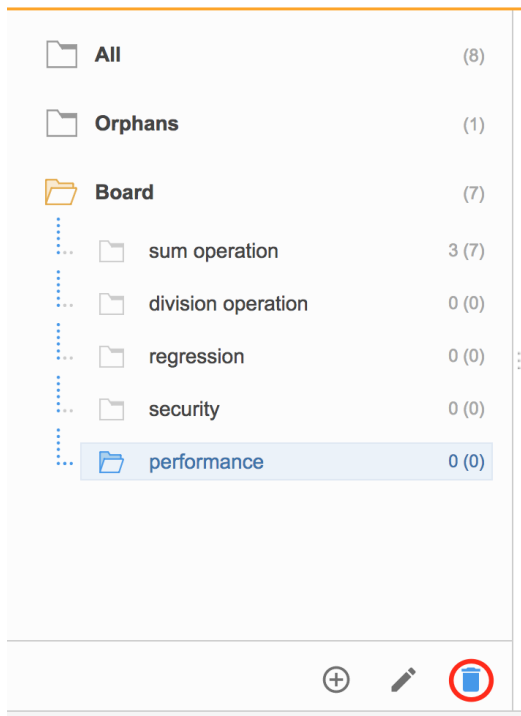 All (8)
Orphans (1)
Board (7)
sum operation 3 (7)
division operation 0 (0)
regression 0 (0)
security 0 (0)
performance 0 (0)